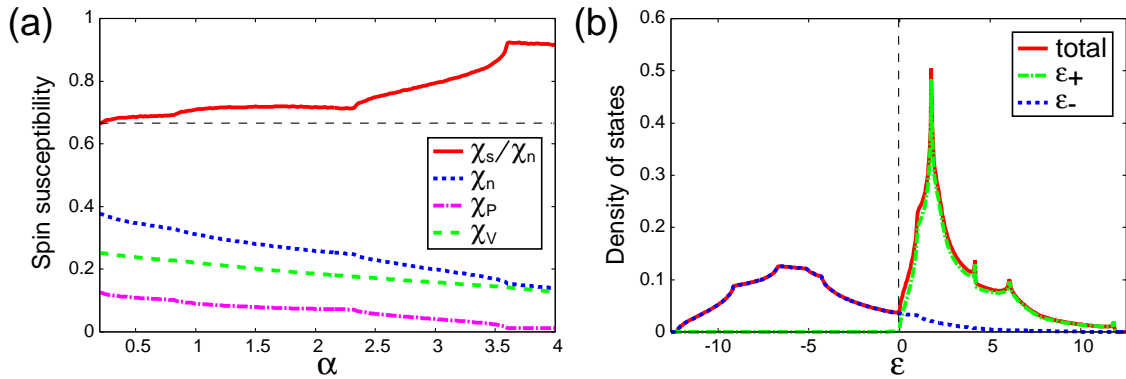 (a)
Spin susceptibility
1
0.8
0.6
0.4
0.2
0
0.5 1 1.5 2 2.5 3 3.5 4
α
χs/χn
χn
χP
χV
(b)
Density of states
0.6
0.5
0.4
0.3
0.2
0.1
0
-10 -5 0 5 10
ε
total
ε+
ε-